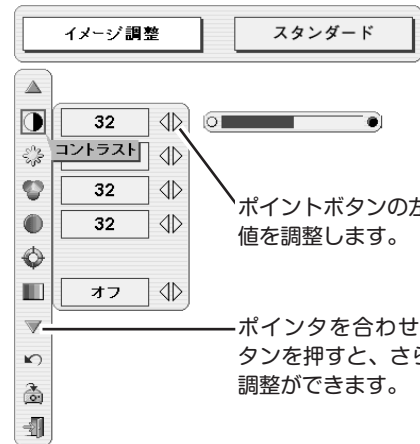 イメージ調整
スタンダード
32
コントラスト
32
32
オフ
ポイントボタンの左
値を調整します。
ポインタを合わせ
タンを押すと、さら
調整ができます。